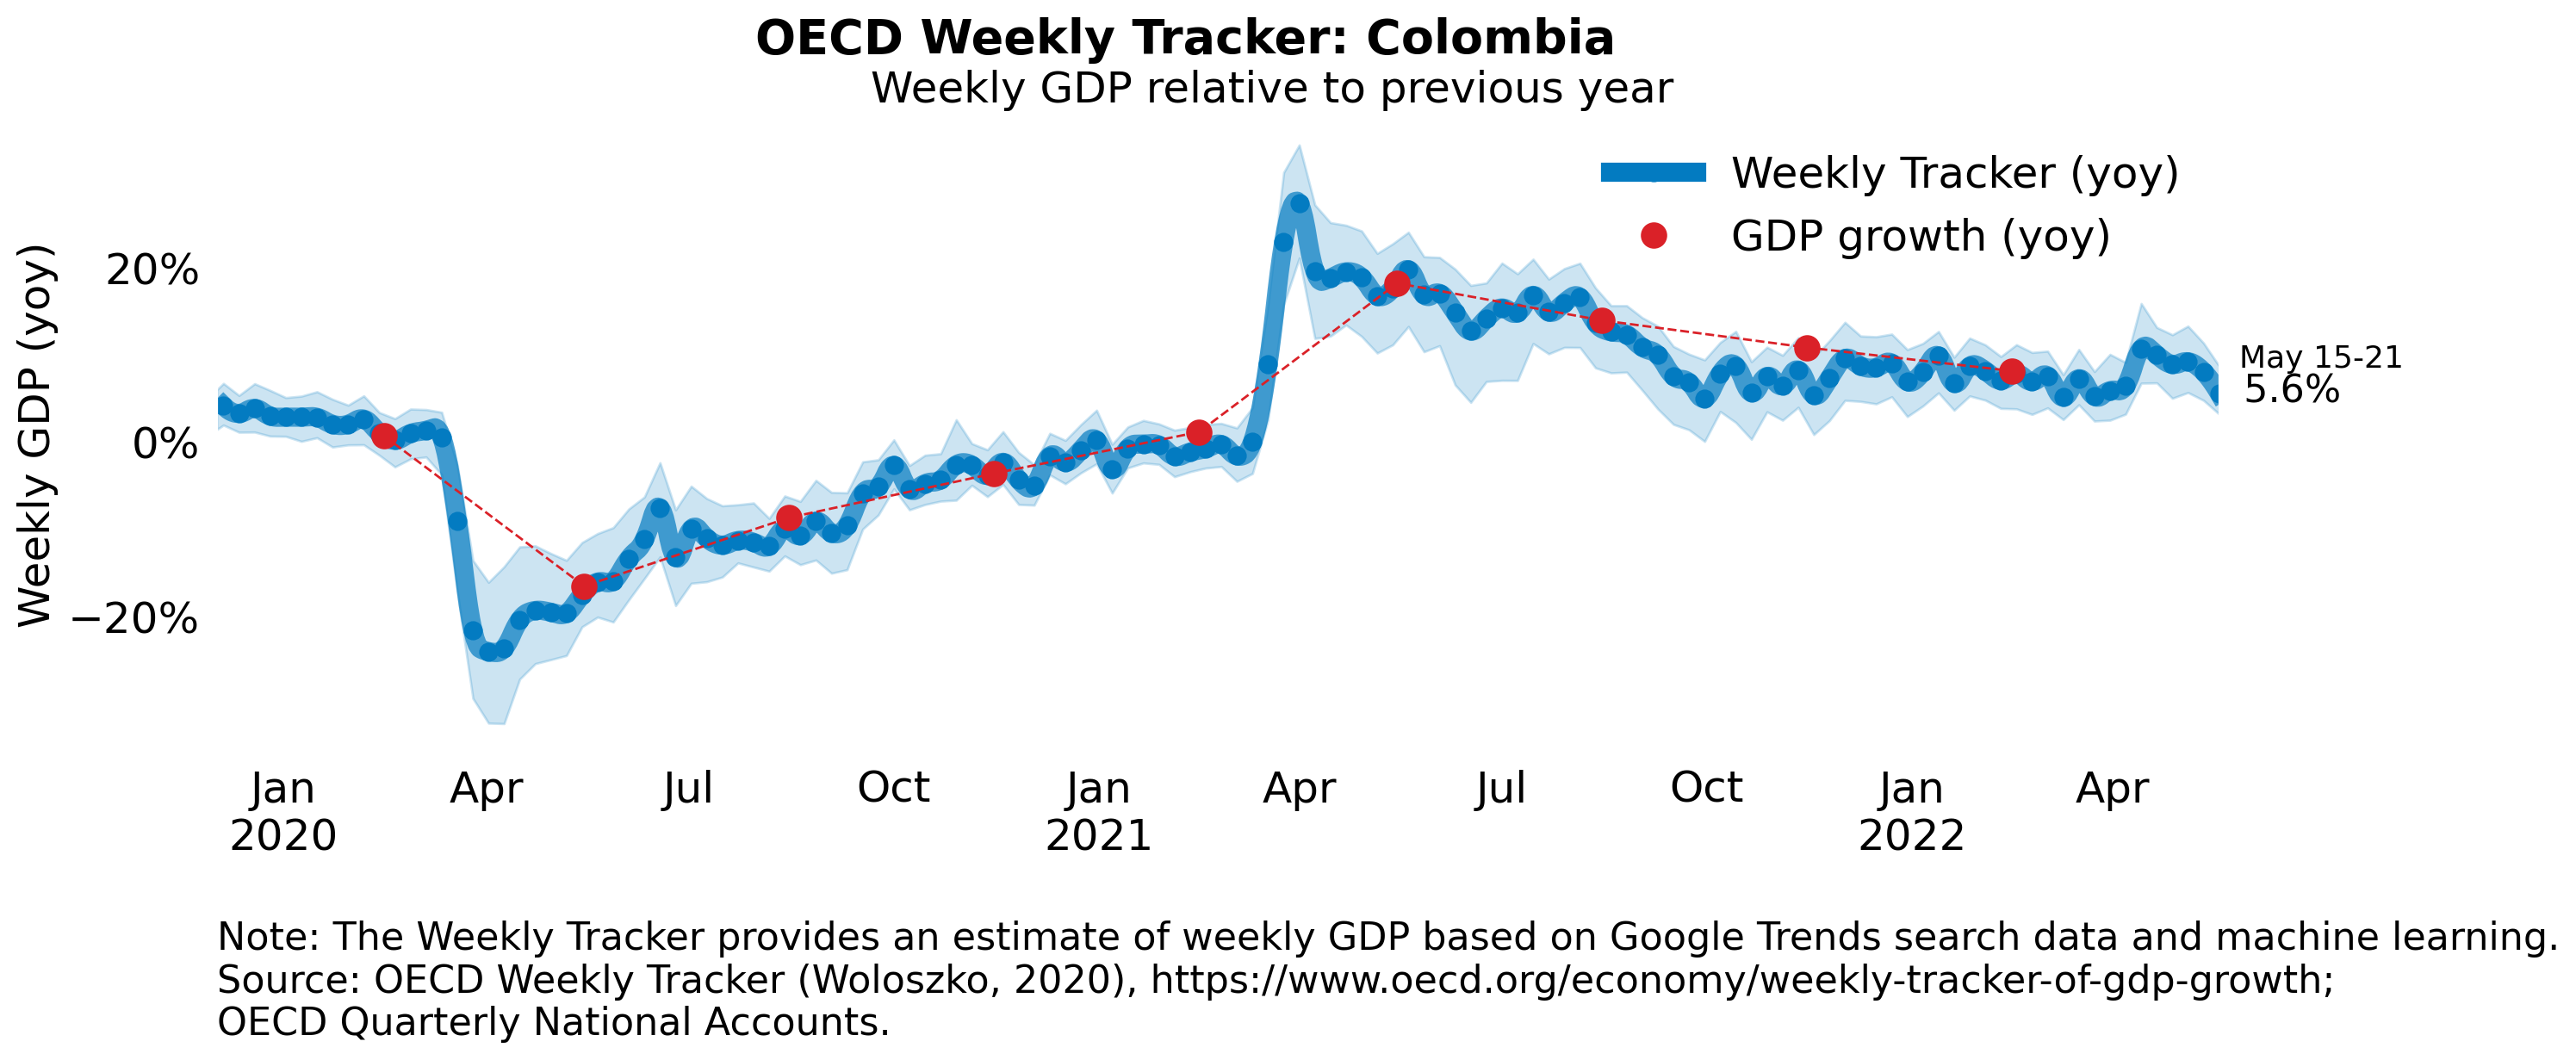 OECD Weekly Tracker: Colombia
Weekly GDP relative to previous year
Weekly Tracker (yoy)
GDP growth (yoy)
Weekly GDP (yoy)
20%
0%
−20%
May 15-21
5.6%
Jan Apr Jul Oct Jan Apr Jul Oct Jan Apr
2020 2021 2022
Note: The Weekly Tracker provides an estimate of weekly GDP based on Google Trends search data and machine learning.
Source: OECD Weekly Tracker (Woloszko, 2020), https://www.oecd.org/economy/weekly-tracker-of-gdp-growth;
OECD Quarterly National Accounts.